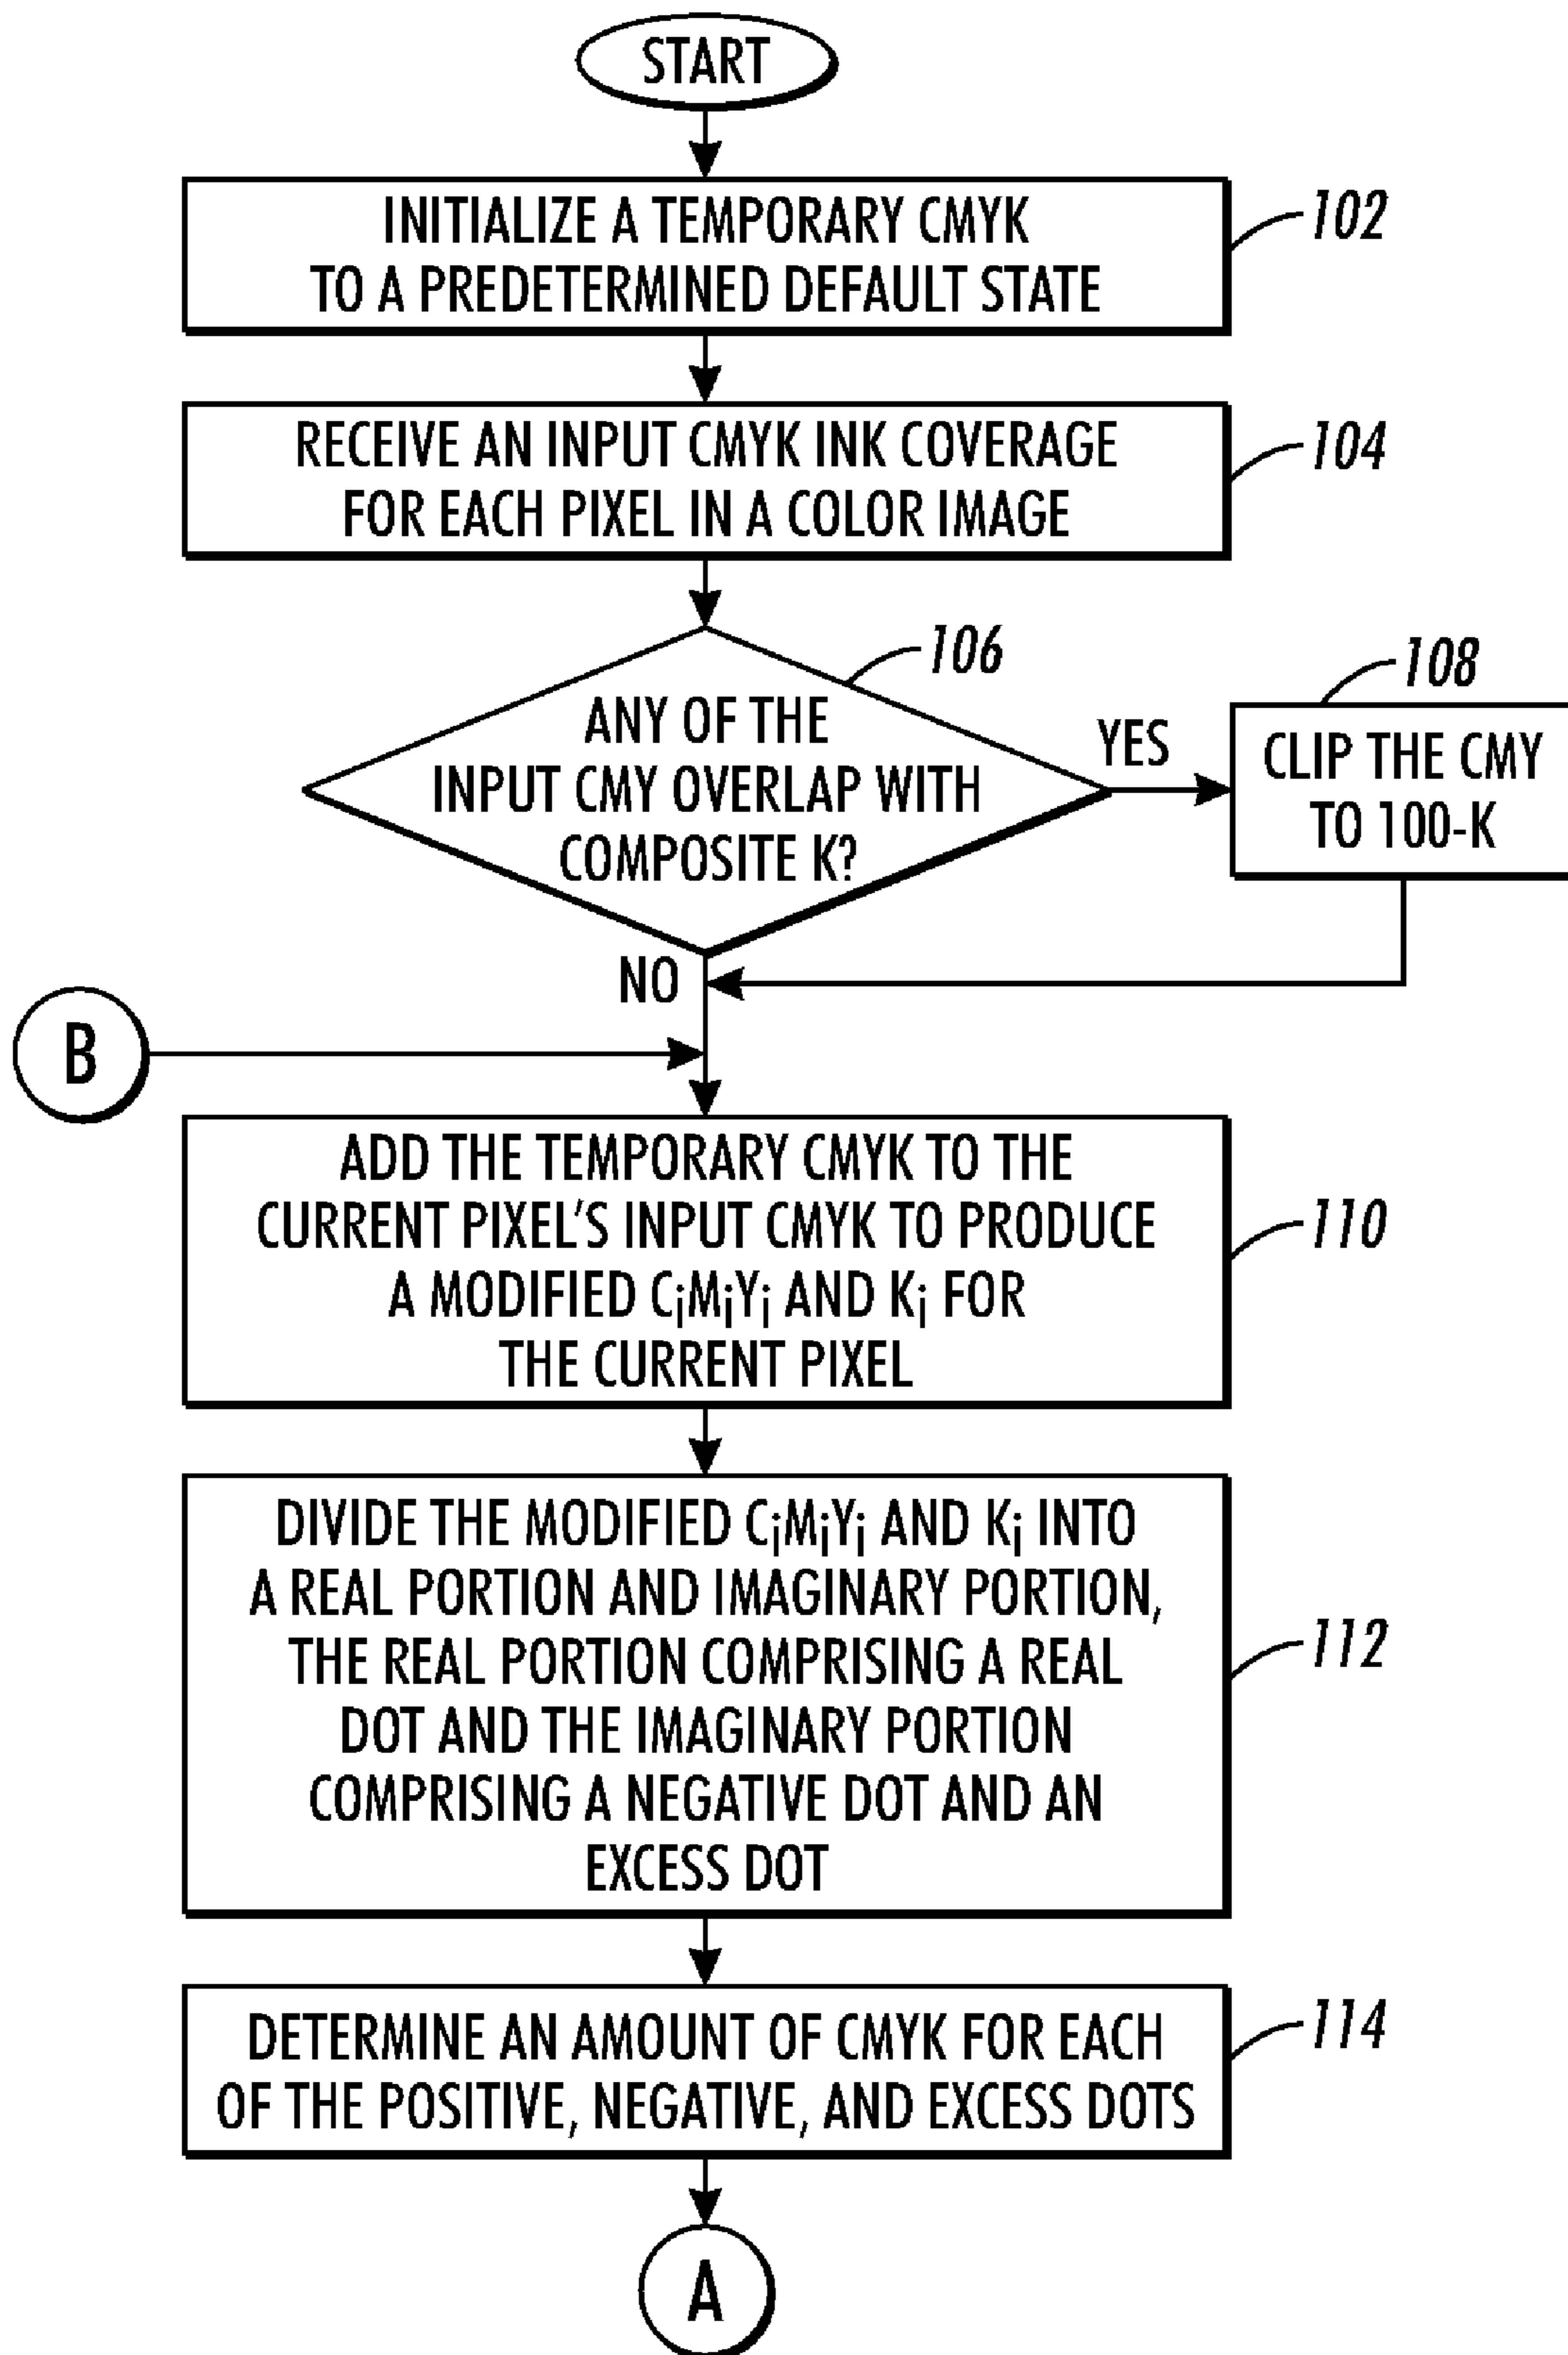 START
INITIALIZE A TEMPORARY CMYK
TO A PREDETERMINED DEFAULT STATE
102
RECEIVE AN INPUT CMYK INK COVERAGE
FOR EACH PIXEL IN A COLOR IMAGE
104
106
ANY OF THE
INPUT CMY OVERLAP WITH
COMPOSITE K?
YES
108
CLIP THE CMY
TO 100-K
NO
B
ADD THE TEMPORARY CMYK TO THE
CURRENT PIXEL'S INPUT CMYK TO PRODUCE
A MODIFIED CiMiYi AND Ki FOR
THE CURRENT PIXEL
110
DIVIDE THE MODIFIED CiMiYi AND Ki INTO
A REAL PORTION AND IMAGINARY PORTION,
THE REAL PORTION COMPRISING A REAL
DOT AND THE IMAGINARY PORTION
COMPRISING A NEGATIVE DOT AND AN
EXCESS DOT
112
DETERMINE AN AMOUNT OF CMYK FOR EACH
OF THE POSITIVE, NEGATIVE, AND EXCESS DOTS
114
A